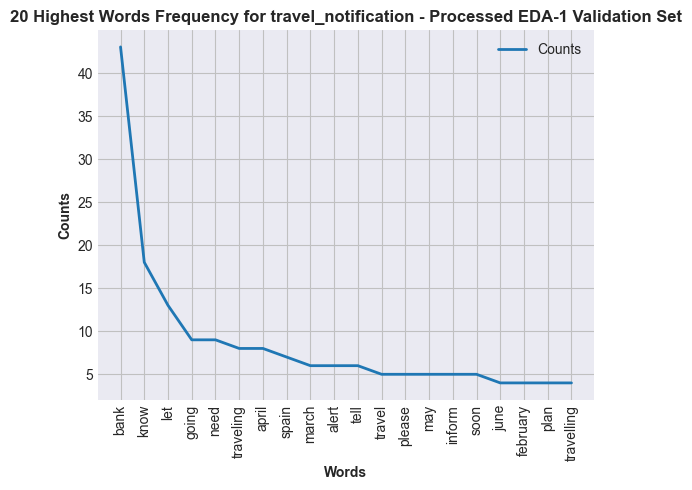 20 Highest Words Frequency for travel_notification - Processed EDA-1 Validation Set
Counts
Counts
40
35
30
25
20
15
10
5
bank
know
let
going
need
traveling
april
spain
march
alert
tell
travel
please
may
inform
soon
june
february
plan
travelling
Words